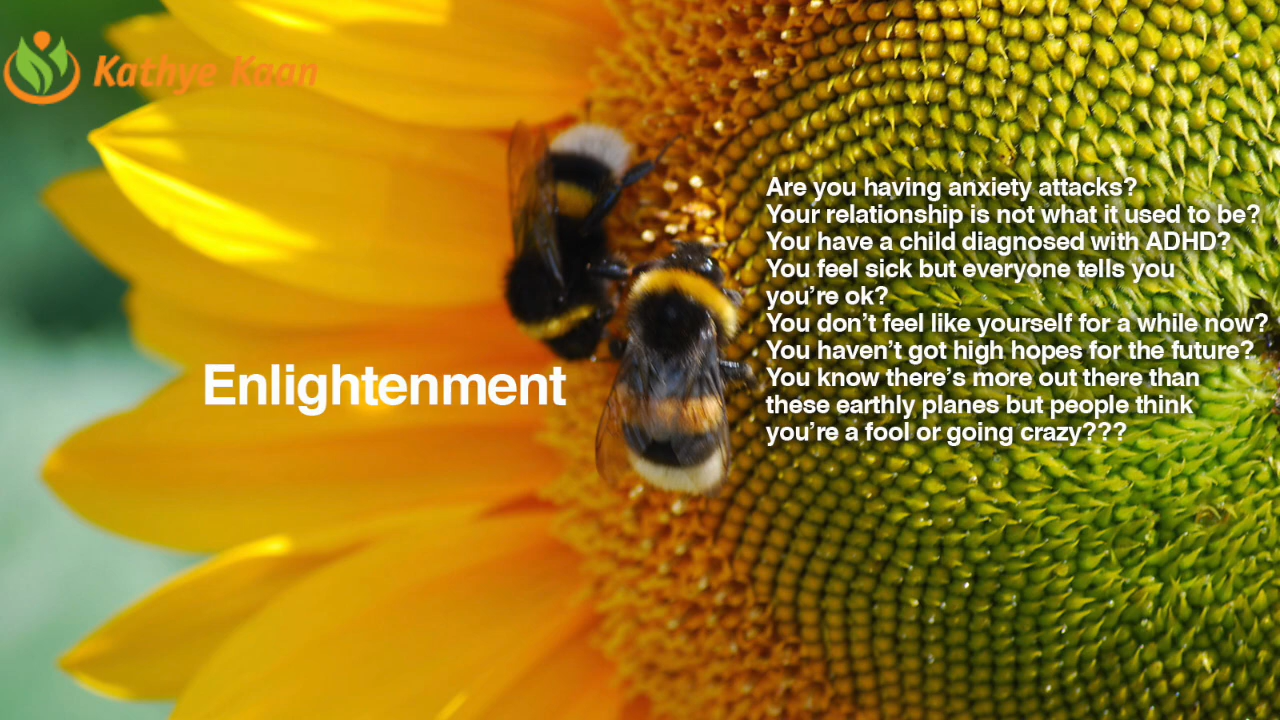 Kathye Kaan
Are you having anxiety attacks?
Your relationship is not what it used to be?
You have a child diagnosed with ADHD?
You feel sick but everyone tells you
you’re ok?
You don’t feel like yourself for a while now?
You haven’t got high hopes for the future?
You know there’s more out there than
these earthly planes but people think
you’re a fool or going crazy???
Enlightenment